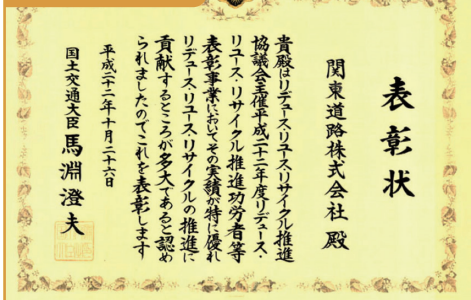 表彰状
関東道路株式会社 殿
貴殿はリデュース・リユース・リサイクル推進
協議会主催平成二十二年度リデュース・
リユース・リサイクル推進功労者等
表彰事業においてその実績が特に優れ
リデュース・リユース・リサイクルの推進に
貢献するところが多大であると認め
られましたのでこれを表彰します
平成二十二年十月二十六日
国土交通大臣 馬淵澄夫